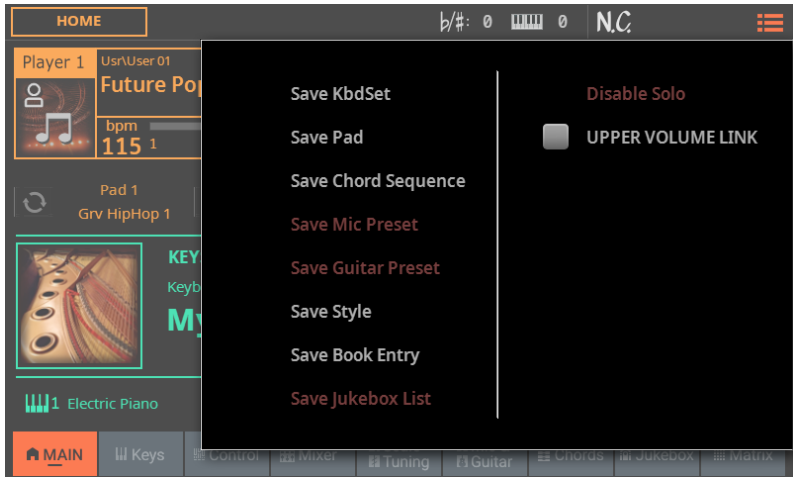 HOME
♭/#: 0
0
N.C.
Player 1
Usr\User 01
Future Pop
bpm
115 1
Pad 1
Grv HipHop 1
KEY
Keyb
My
1 Electric Piano
Save KbdSet
Save Pad
Save Chord Sequence
Save Mic Preset
Save Guitar Preset
Save Style
Save Book Entry
Save Jukebox List
Disable Solo
UPPER VOLUME LINK
MAIN
Keys
Control
Mixer
Tuning
Guitar
Chords
Jukebox
Matrix